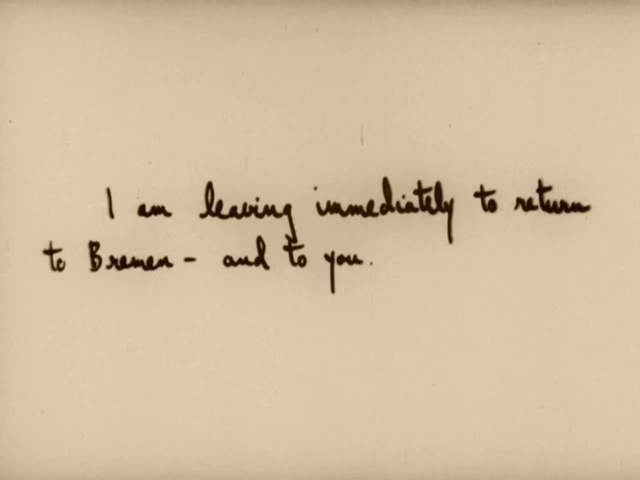 I am leaving immediately to return
to Bremen - and to you.